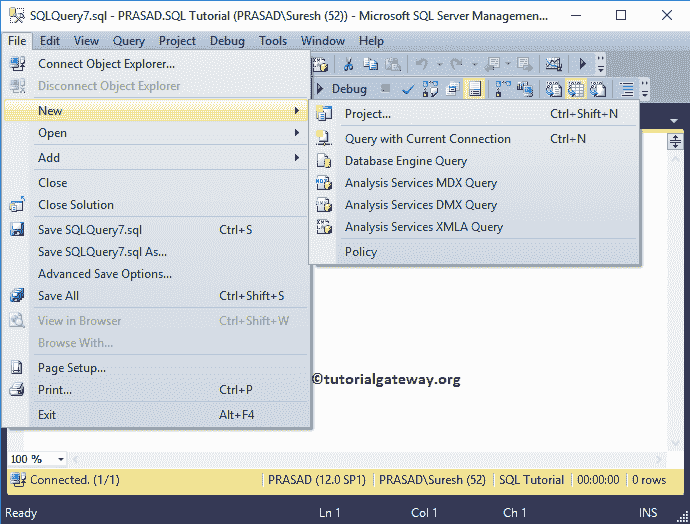 SQLQuery7.sql - PRASAD.SQL Tutorial (PRASAD\Suresh (52)) - Microsoft SQL Server Managemen...
File Edit View Query Project Debug Tools Window Help
Debug
Connect Object Explorer...
Disconnect Object Explorer
New
Open
Add
Close
Close Solution
Save SQLQuery7.sql Ctrl+S
Save SQLQuery7.sql As...
Advanced Save Options...
Save All Ctrl+Shift+S
View in Browser Ctrl+Shift+W
Browse With...
Page Setup...
Print... Ctrl+P
Exit Alt+F4
Project... Ctrl+Shift+N
Query with Current Connection Ctrl+N
Database Engine Query
Analysis Services MDX Query
Analysis Services DMX Query
Analysis Services XMLA Query
Policy
©tutorialgateway.org
100 %
Connected. (1/1) PRASAD (12.0 SP1) PRASAD\Suresh (52) SQL Tutorial 00:00:00 0 rows
Ready Ln 1 Col 1 Ch 1 INS